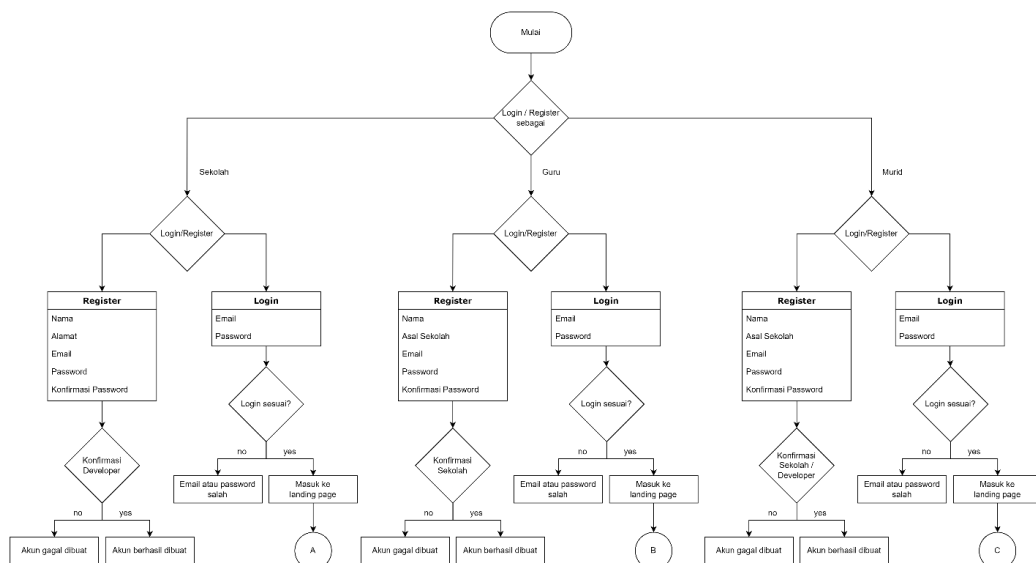 Mulai
Login / Register
sebagai
Sekolah
Guru
Murid
Login/Register
Login/Register
Login/Register
Register
Nama
Alamat
Email
Password
Konfirmasi Password
Login
Email
Password
Register
Nama
Asal Sekolah
Email
Password
Konfirmasi Password
Login
Email
Password
Register
Nama
Asal Sekolah
Email
Password
Konfirmasi Password
Login
Email
Password
Login sesuai?
Login sesuai?
Login sesuai?
Konfirmasi
Developer
no
yes
Konfirmasi
Sekolah
no
yes
Konfirmasi
Sekolah /
Developer
no
yes
Email atau password
salah
Masuk ke
landing page
Email atau password
salah
Masuk ke
landing page
Email atau password
salah
Masuk ke
landing page
no
yes
no
yes
no
yes
Akun gagal dibuat
Akun berhasil dibuat
A
Akun gagal dibuat
Akun berhasil dibuat
B
Akun gagal dibuat
Akun berhasil dibuat
C